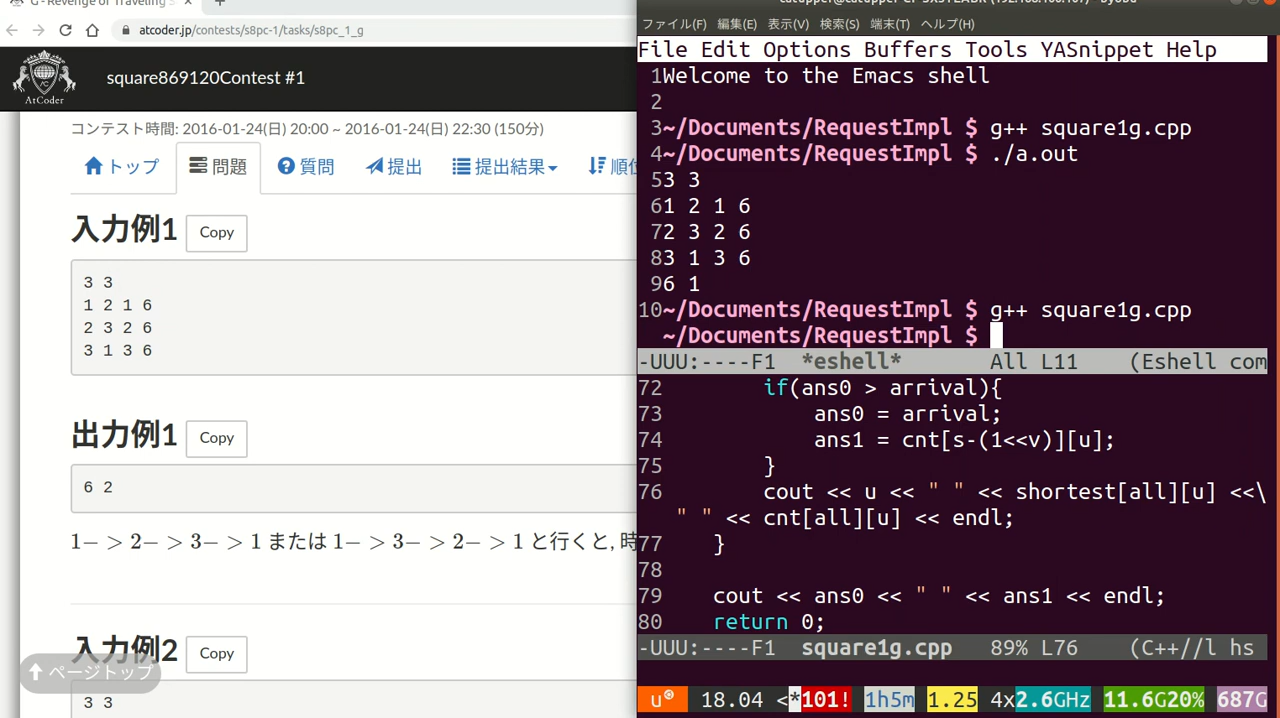 G - Revenge of Traveling S
atcoder.jp/contests/s8pc-1/tasks/s8pc_1_g
AtCoder
square869120Contest #1
コンテスト時間: 2016-01-24(日) 20:00 ~ 2016-01-24(日) 22:30 (150分)
トップ 問題 質問 提出 提出結果 順位
入力例1 Copy
3 3
1 2 1 6
2 3 2 6
3 1 3 6
出力例1 Copy
6 2
1− > 2− > 3− > 1 または 1− > 3− > 2− > 1 と行くと, 時
入力例2 Copy
ページトップ
3 3
ファイル(F) 編集(E) 表示(V) 検索(S) 端末(T) ヘルプ(H)
File Edit Options Buffers Tools YASnippet Help
1Welcome to the Emacs shell
2
3~/Documents/RequestImpl $ g++ square1g.cpp
4~/Documents/RequestImpl $ ./a.out
53 3
61 2 1 6
72 3 2 6
83 1 3 6
96 1
10~/Documents/RequestImpl $ g++ square1g.cpp
~/Documents/RequestImpl $
-UUU:----F1 *eshell* All L11 (Eshell com
72 if(ans0 > arrival){
73 ans0 = arrival;
74 ans1 = cnt[s-(1<<v)][u];
75 }
76 cout << u << " " << shortest[all][u] <<\
" " << cnt[all][u] << endl;
77 }
78
79 cout << ans0 << " " << ans1 << endl;
80 return 0;
-UUU:----F1 square1g.cpp 89% L76 (C++//l hs
u 18.04 <*101! 1h5m 1.25 4x2.6GHz 11.6G20% 687G